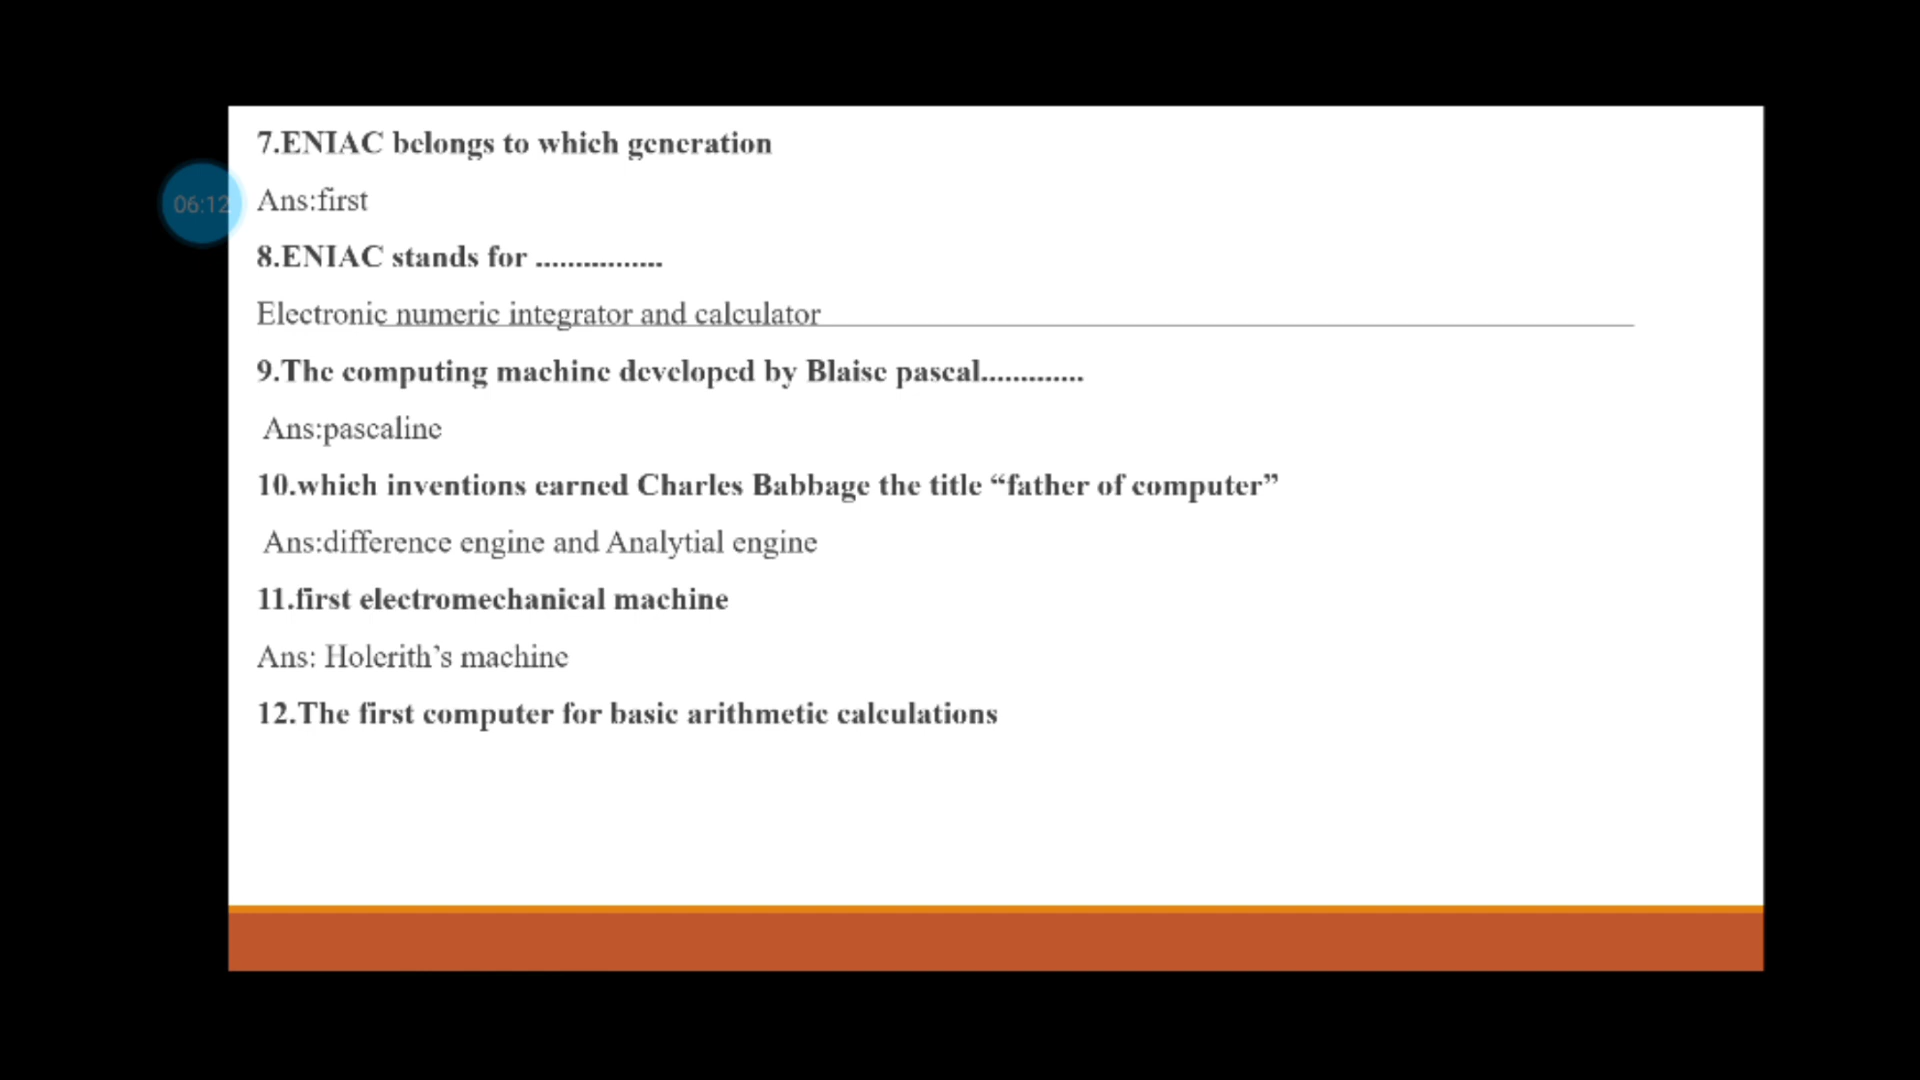 7.ENIAC belongs to which generation
06:12
Ans:first
8.ENIAC stands for ................
Electronic numeric integrator and calculator
9.The computing machine developed by Blaise pascal.............
Ans:pascaline
10.which inventions earned Charles Babbage the title “father of computer”
Ans:difference engine and Analytial engine
11.first electromechanical machine
Ans: Holerith’s machine
12.The first computer for basic arithmetic calculations